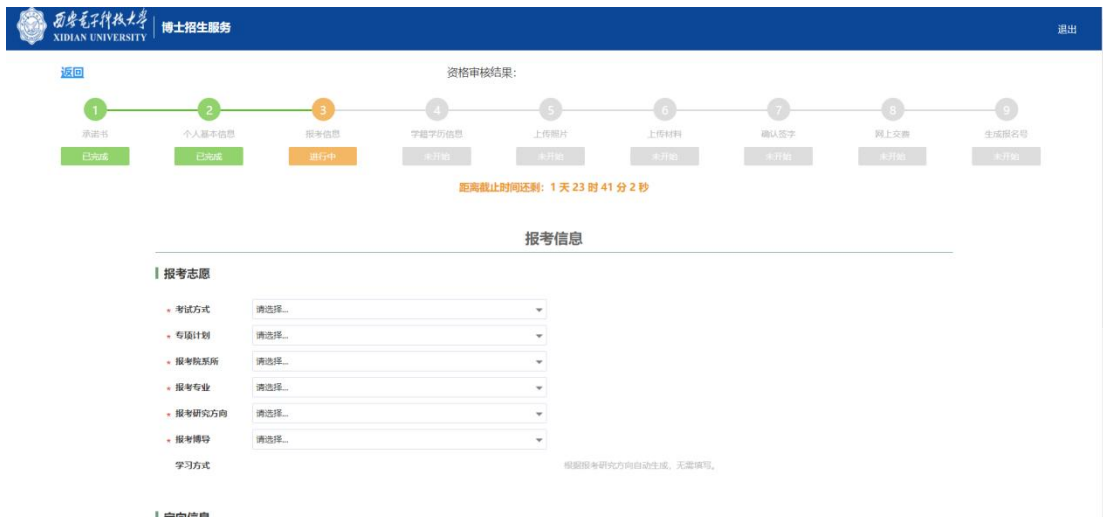 西安电子科技大学
XIDIAN UNIVERSITY
博士招生服务
退出
返回
资格审核结果：
1 2 3 4 5 6 7 8 9
承诺书 个人基本信息 报考信息 学籍学历信息 上传照片 上传材料 确认签字 网上交费 生成报名号
已完成 已完成 进行中 未开始 未开始 未开始 未开始 未开始 未开始
距离截止时间还剩：1 天 23 时 41 分 2 秒
报考信息
报考志愿
* 考试方式 请选择...
* 专项计划 请选择...
* 报考院系所 请选择...
* 报考专业 请选择...
* 报考研究方向 请选择...
* 报考博导 请选择...
学习方式 根据报考研究方向自动生成，无需填写。
定向信息